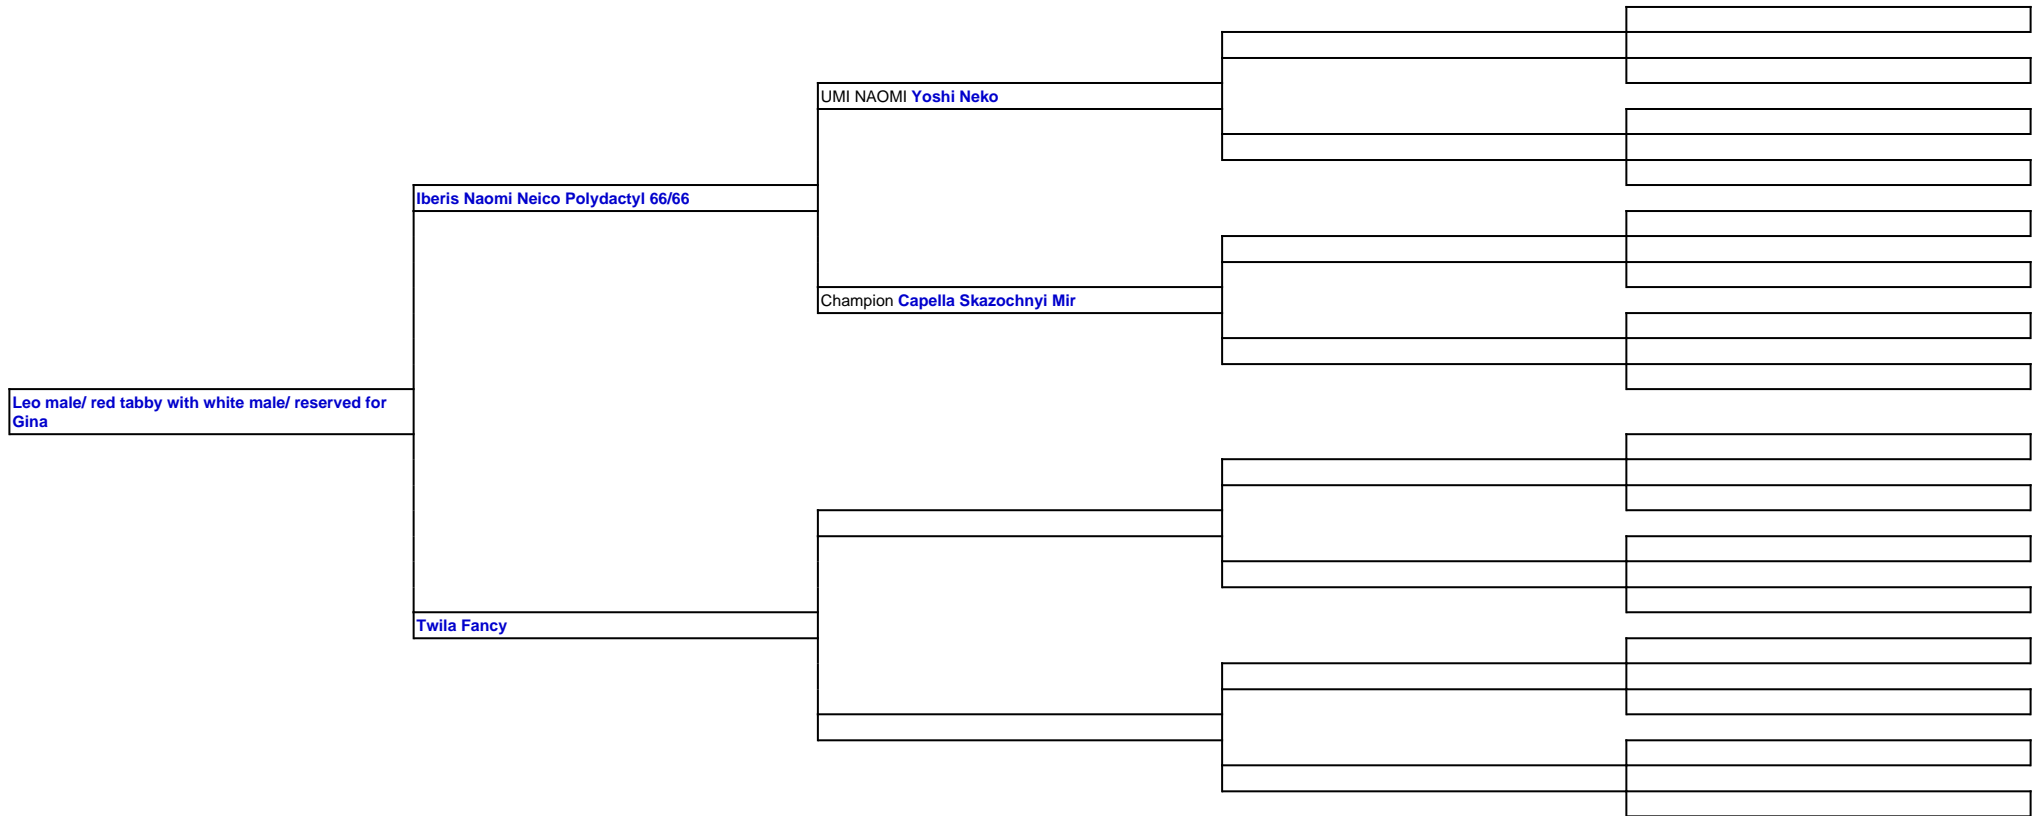 UMI NAOMI Yoshi Neko
Iberis Naomi Neico Polydactyl 66/66
Champion Capella Skazochnyi Mir
Leo male/ red tabby with white male/ reserved for
Gina
Twila Fancy